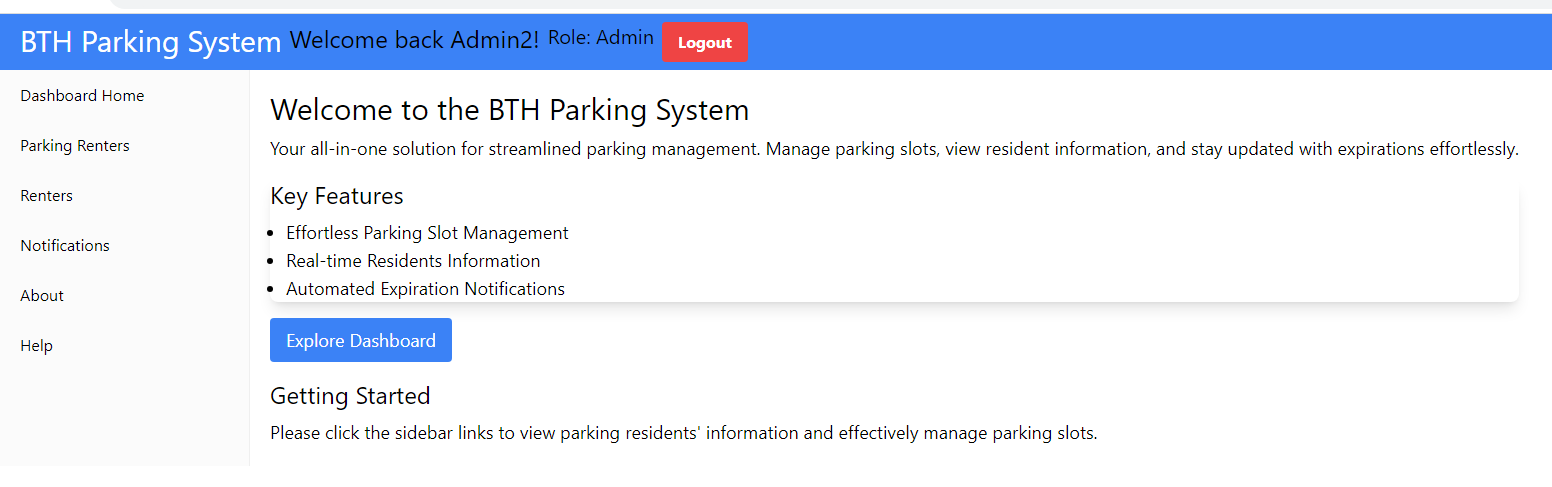 BTH Parking System Welcome back Admin2! Role: Admin Logout
Dashboard Home
Parking Renters
Renters
Notifications
About
Help
Welcome to the BTH Parking System
Your all-in-one solution for streamlined parking management. Manage parking slots, view resident information, and stay updated with expirations effortlessly.
Key Features
Effortless Parking Slot Management
Real-time Residents Information
Automated Expiration Notifications
Explore Dashboard
Getting Started
Please click the sidebar links to view parking residents' information and effectively manage parking slots.